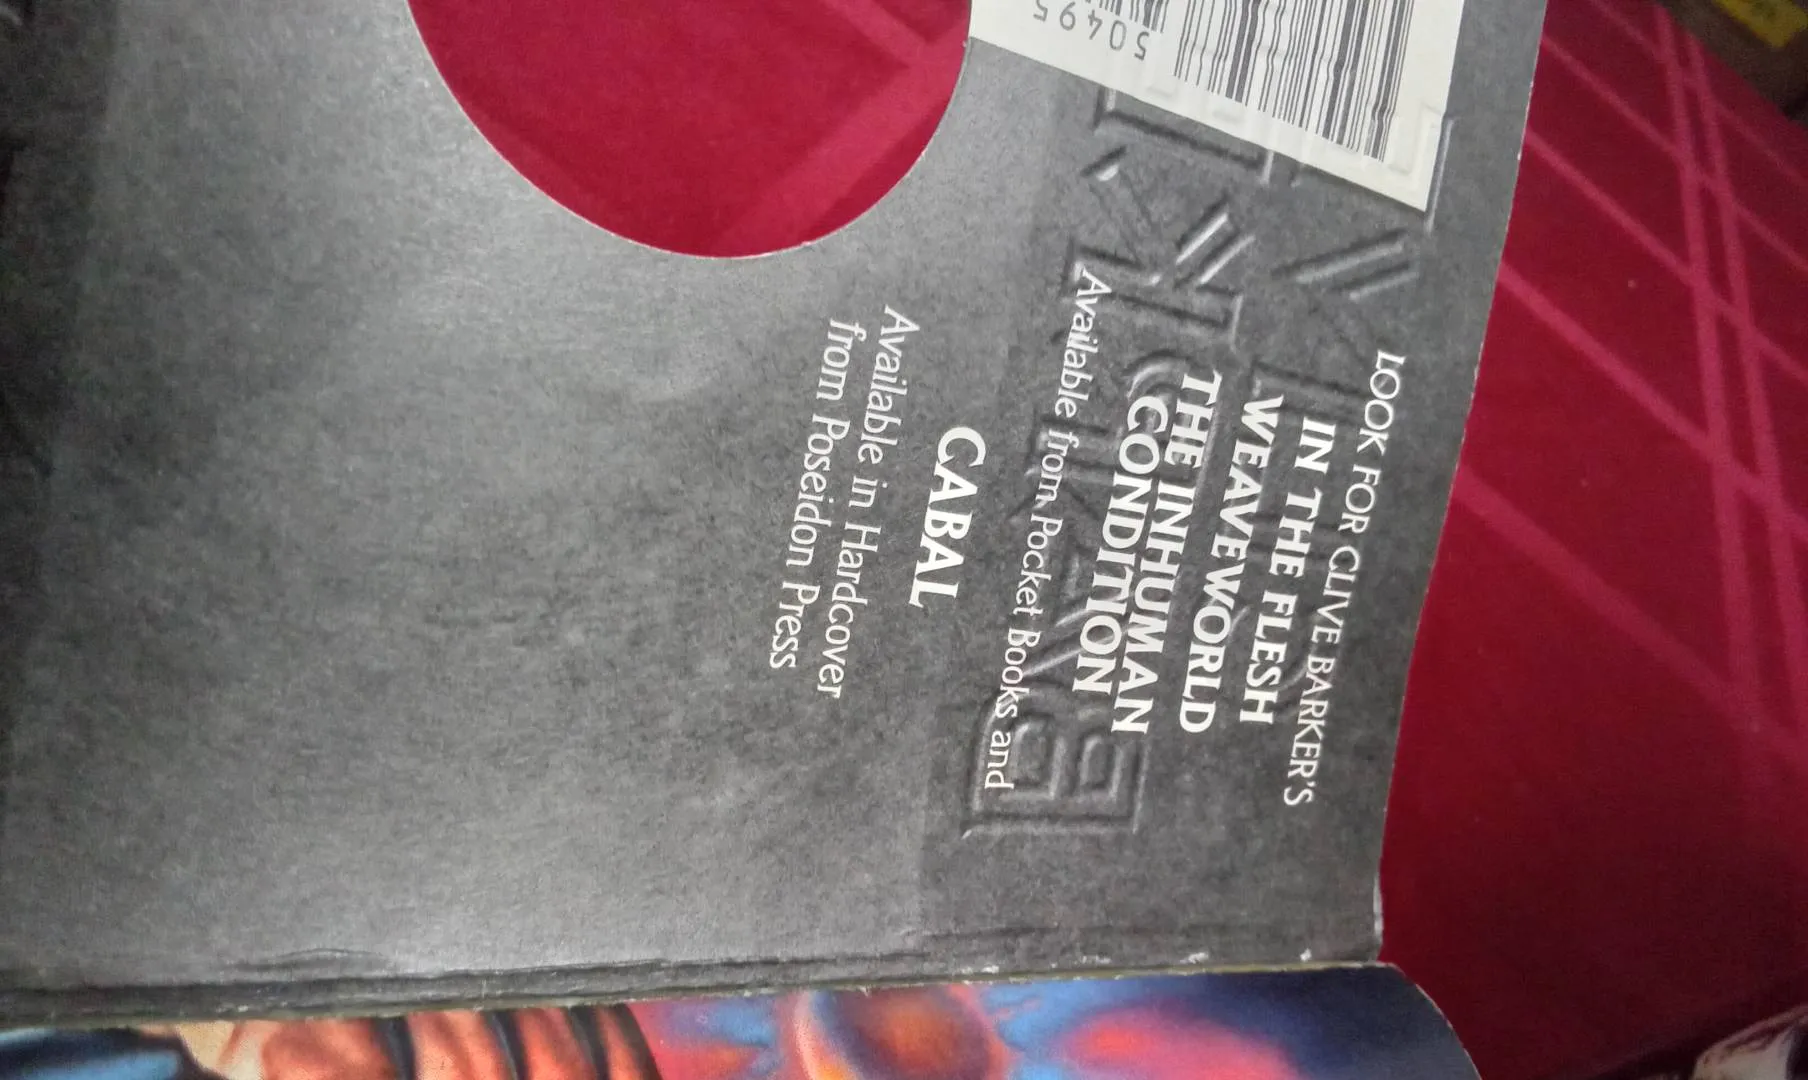 50495
LOOK FOR CLIVE BARKER'S
IN THE FLESH
WEAVEWORLD
THE INHUMAN
CONDITION
Available from Pocket Books and
CABAL
Available in Hardcover
from Poseidon Press